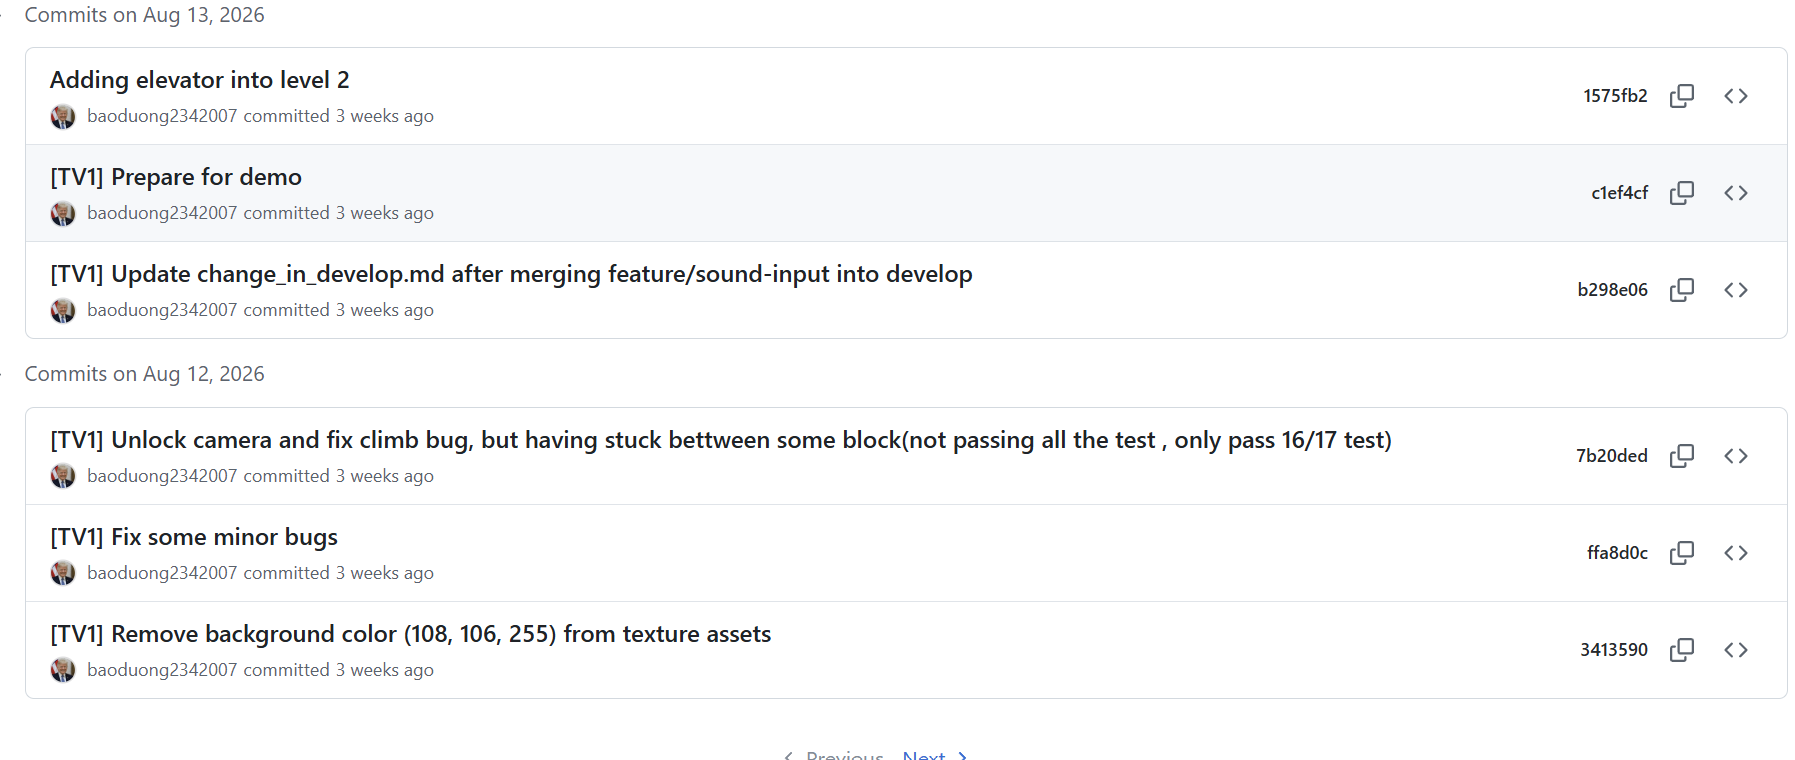 Commits on Aug 13, 2026
Adding elevator into level 2
1575fb2
baoduong2342007 committed 3 weeks ago
[TV1] Prepare for demo
c1ef4cf
baoduong2342007 committed 3 weeks ago
[TV1] Update change_in_develop.md after merging feature/sound-input into develop
b298e06
baoduong2342007 committed 3 weeks ago
Commits on Aug 12, 2026
[TV1] Unlock camera and fix climb bug, but having stuck bettween some block(not passing all the test , only pass 16/17 test)
7b20ded
baoduong2342007 committed 3 weeks ago
[TV1] Fix some minor bugs
ffa8d0c
baoduong2342007 committed 3 weeks ago
[TV1] Remove background color (108, 106, 255) from texture assets
3413590
baoduong2342007 committed 3 weeks ago
Previous Next